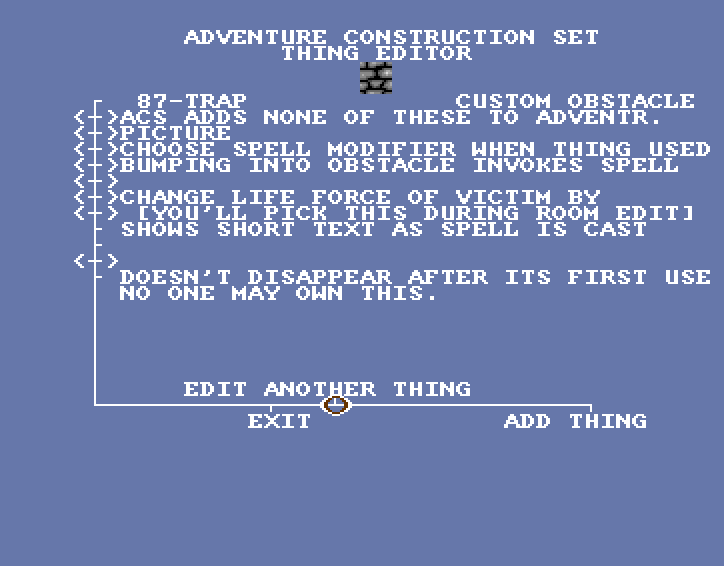 ADVENTURE CONSTRUCTION SET
THING EDITOR
87-TRAP CUSTOM OBSTACLE
<+>ACS ADDS NONE OF THESE TO ADVENTR.
<+>PICTURE
<+>CHOOSE SPELL MODIFIER WHEN THING USED
<+>BUMPING INTO OBSTACLE INVOKES SPELL
<+>
<+>CHANGE LIFE FORCE OF VICTIM BY
<+> [YOU'LL PICK THIS DURING ROOM EDIT]
SHOWS SHORT TEXT AS SPELL IS CAST
<+>
DOESN'T DISAPPEAR AFTER ITS FIRST USE
NO ONE MAY OWN THIS.
EDIT ANOTHER THING
EXIT ADD THING